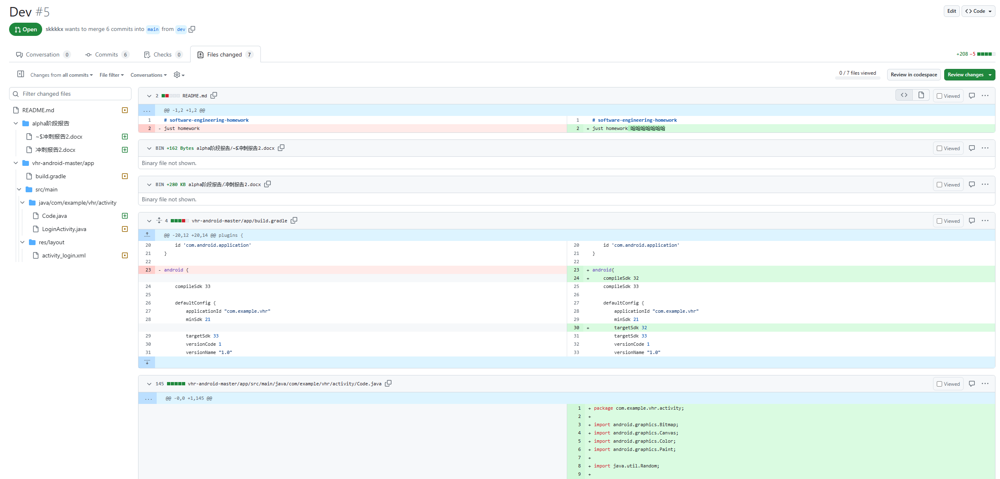 Dev #5
Edit
Code
Open
skkkkx wants to merge 6 commits into main from dev
Conversation 0
Commits 6
Checks 0
Files changed 7
+208 −5
Changes from all commits
File filter
Conversations
0 / 7 files viewed
Review in codespace
Review changes
Filter changed files
README.md
alpha阶段报告
~$冲刺报告2.docx
冲刺报告2.docx
vhr-android-master/app
build.gradle
src/main
java/com/example/vhr/activity
Code.java
LoginActivity.java
res/layout
activity_login.xml
2 README.md
Viewed
... @@ -1,2 +1,2 @@
1 # software-engineering-homework
1 # software-engineering-homework
2 - just homework
2 + just homework 哈哈哈哈哈哈哈
BIN +162 Bytes alpha阶段报告/~$冲刺报告2.docx
Viewed
Binary file not shown.
BIN +280 KB alpha阶段报告/冲刺报告2.docx
Viewed
Binary file not shown.
4 vhr-android-master/app/build.gradle
Viewed
@@ -20,12 +20,14 @@ plugins {
20 id 'com.android.application'
20 id 'com.android.application'
21 }
21 }
22
22
23 - android {
23 + android{
24 + compileSdk 32
24 compileSdk 33
25 compileSdk 33
25
26
26 defaultConfig {
27 defaultConfig {
27 applicationId "com.example.vhr"
28 applicationId "com.example.vhr"
28 minSdk 21
29 minSdk 21
30 + targetSdk 32
29 targetSdk 33
31 targetSdk 33
30 versionCode 1
32 versionCode 1
31 versionName "1.0"
33 versionName "1.0"
145 vhr-android-master/app/src/main/java/com/example/vhr/activity/Code.java
Viewed
... @@ -0,0 +1,145 @@
1 + package com.example.vhr.activity;
2 +
3 + import android.graphics.Bitmap;
4 + import android.graphics.Canvas;
5 + import android.graphics.Color;
6 + import android.graphics.Paint;
7 +
8 + import java.util.Random;
9 +